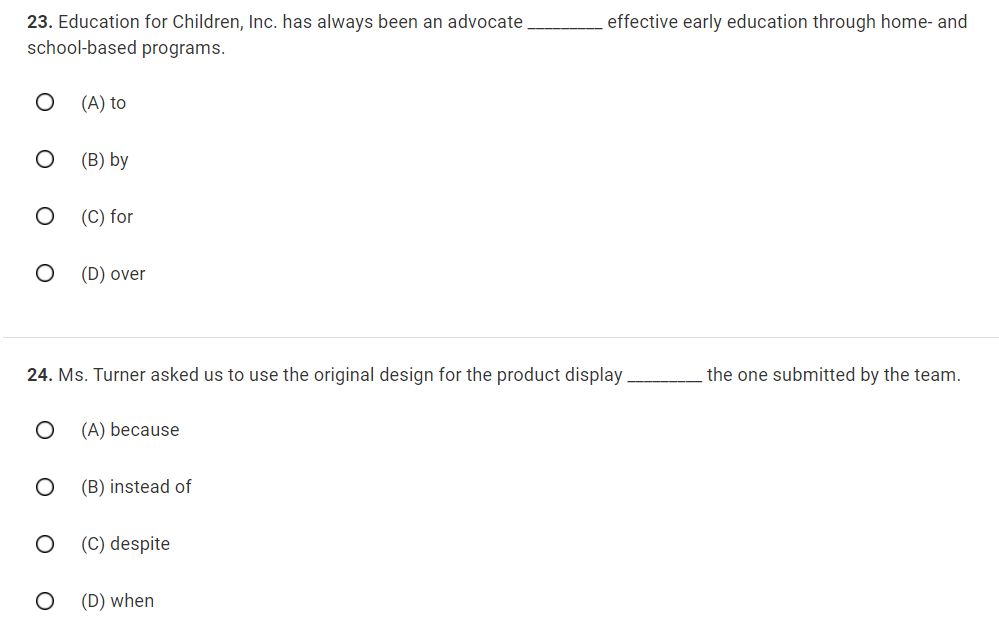 23. Education for Children, Inc. has always been an advocate _________ effective early education through home- and
school-based programs.
(A) to
(B) by
(C) for
(D) over
24. Ms. Turner asked us to use the original design for the product display _________ the one submitted by the team.
(A) because
(B) instead of
(C) despite
(D) when